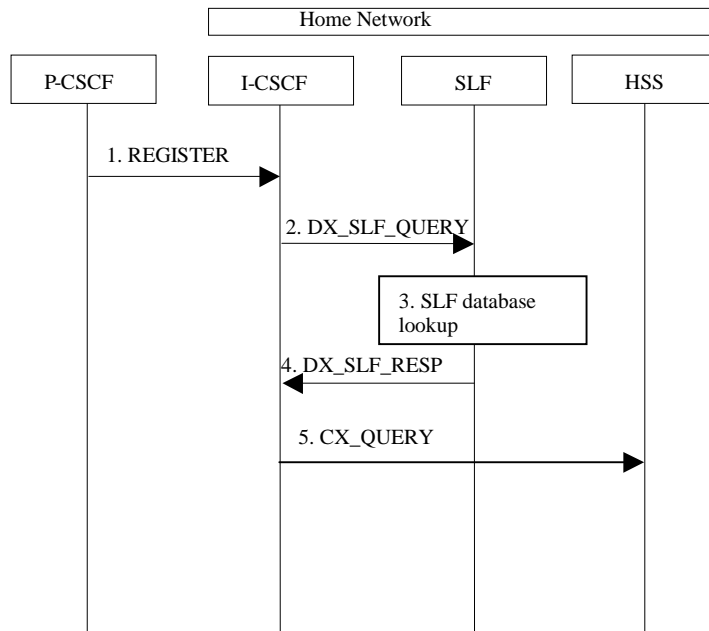 Home Network
P-CSCF
I-CSCF
SLF
HSS
1. REGISTER
2. DX_SLF_QUERY
3. SLF database
lookup
4. DX_SLF_RESP
5. CX_QUERY